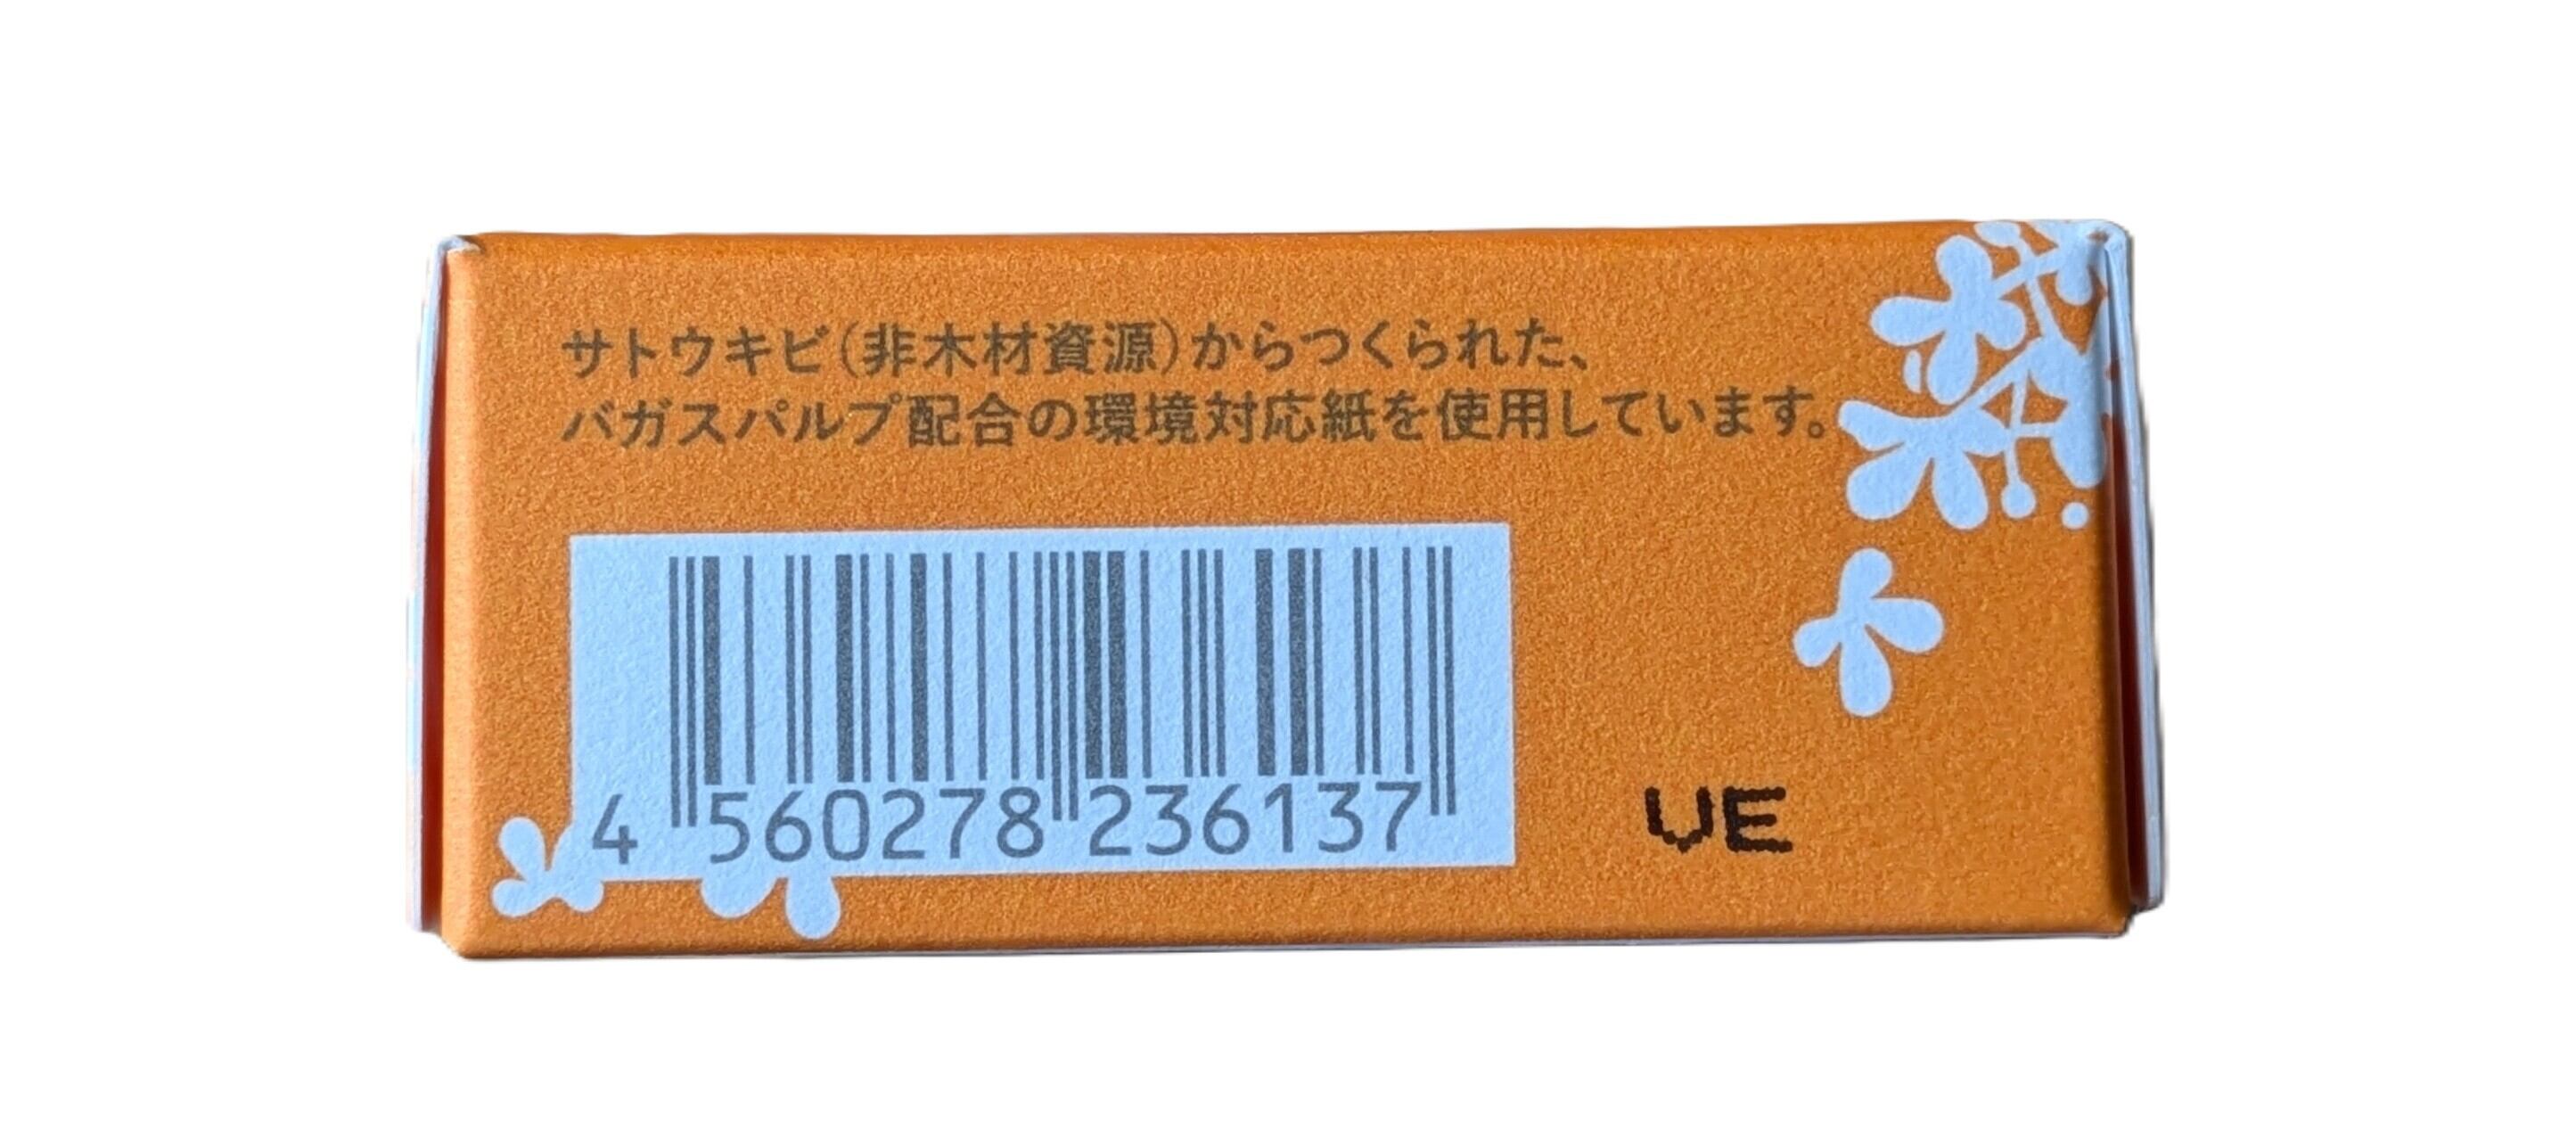 サトウキビ(非木材資源)からつくられた、
バガスパルプ配合の環境対応紙を使用しています。
4 560278 236137
UE